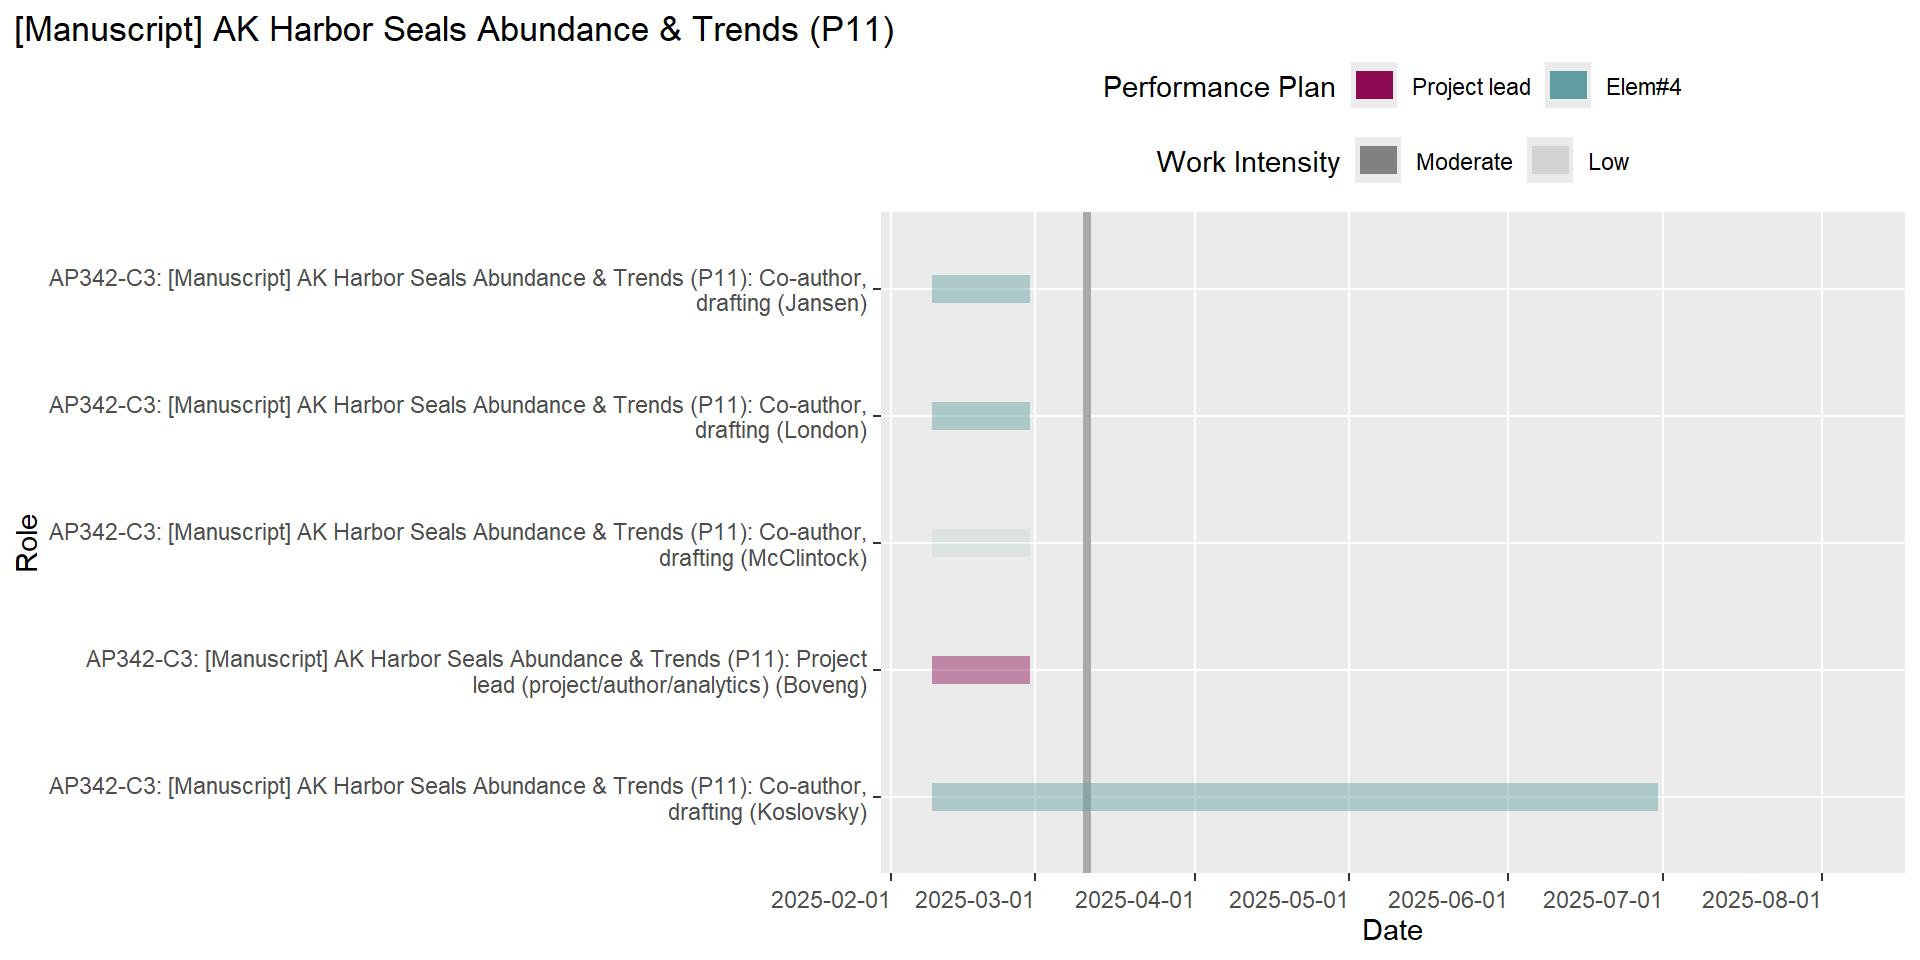 [Manuscript] AK Harbor Seals Abundance & Trends (P11)
Performance Plan Project lead Elem#4
Work Intensity Moderate Low
AP342-C3: [Manuscript] AK Harbor Seals Abundance & Trends (P11): Co-author,
drafting (Jansen)
AP342-C3: [Manuscript] AK Harbor Seals Abundance & Trends (P11): Co-author,
drafting (London)
Role
AP342-C3: [Manuscript] AK Harbor Seals Abundance & Trends (P11): Co-author,
drafting (McClintock)
AP342-C3: [Manuscript] AK Harbor Seals Abundance & Trends (P11): Project
lead (project/author/analytics) (Boveng)
AP342-C3: [Manuscript] AK Harbor Seals Abundance & Trends (P11): Co-author,
drafting (Koslovsky)
2025-02-01 2025-03-01 2025-04-01 2025-05-01 2025-06-01 2025-07-01 2025-08-01
Date